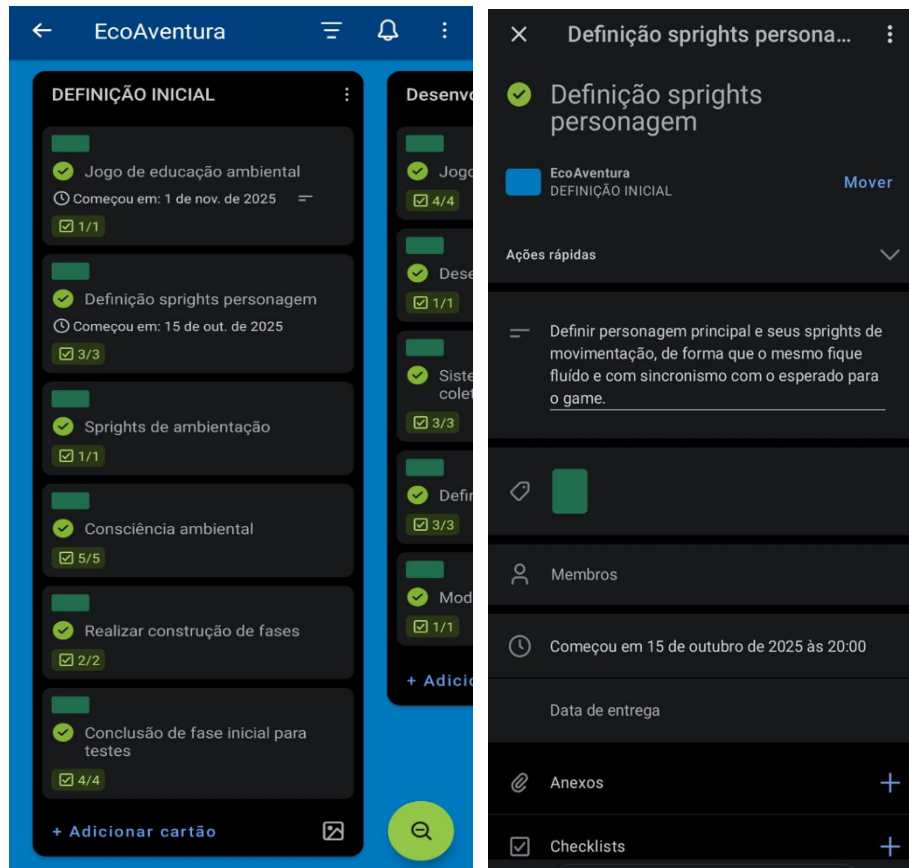 EcoAventura
DEFINIÇÃO INICIAL
Jogo de educação ambiental
Começou em: 1 de nov. de 2025
1/1
Definição sprights personagem
Começou em: 15 de out. de 2025
3/3
Sprights de ambientação
1/1
Consciência ambiental
5/5
Realizar construção de fases
2/2
Conclusão de fase inicial para
testes
4/4
+ Adicionar cartão
Desenvo
Jogo
4/4
Dese
1/1
Siste
colet
3/3
Defin
3/3
Mod
1/1
+ Adicio
Definição sprights persona...
Definição sprights
personagem
EcoAventura
DEFINIÇÃO INICIAL
Mover
Ações rápidas
Definir personagem principal e seus sprights de
movimentação, de forma que o mesmo fique
fluído e com sincronismo com o esperado para
o game.
Membros
Começou em 15 de outubro de 2025 às 20:00
Data de entrega
Anexos
Checklists